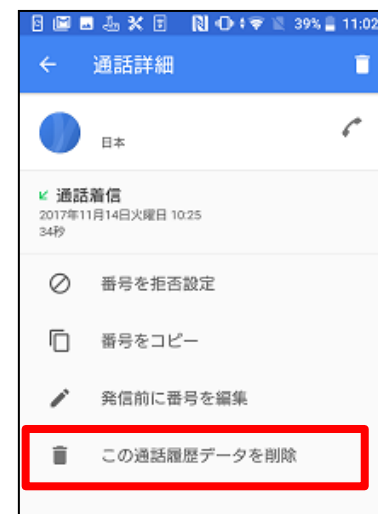 39% 11:02
通話詳細
日本
通話着信
2017年11月14日火曜日 10:25
34秒
番号を拒否設定
番号をコピー
発信前に番号を編集
この通話履歴データを削除